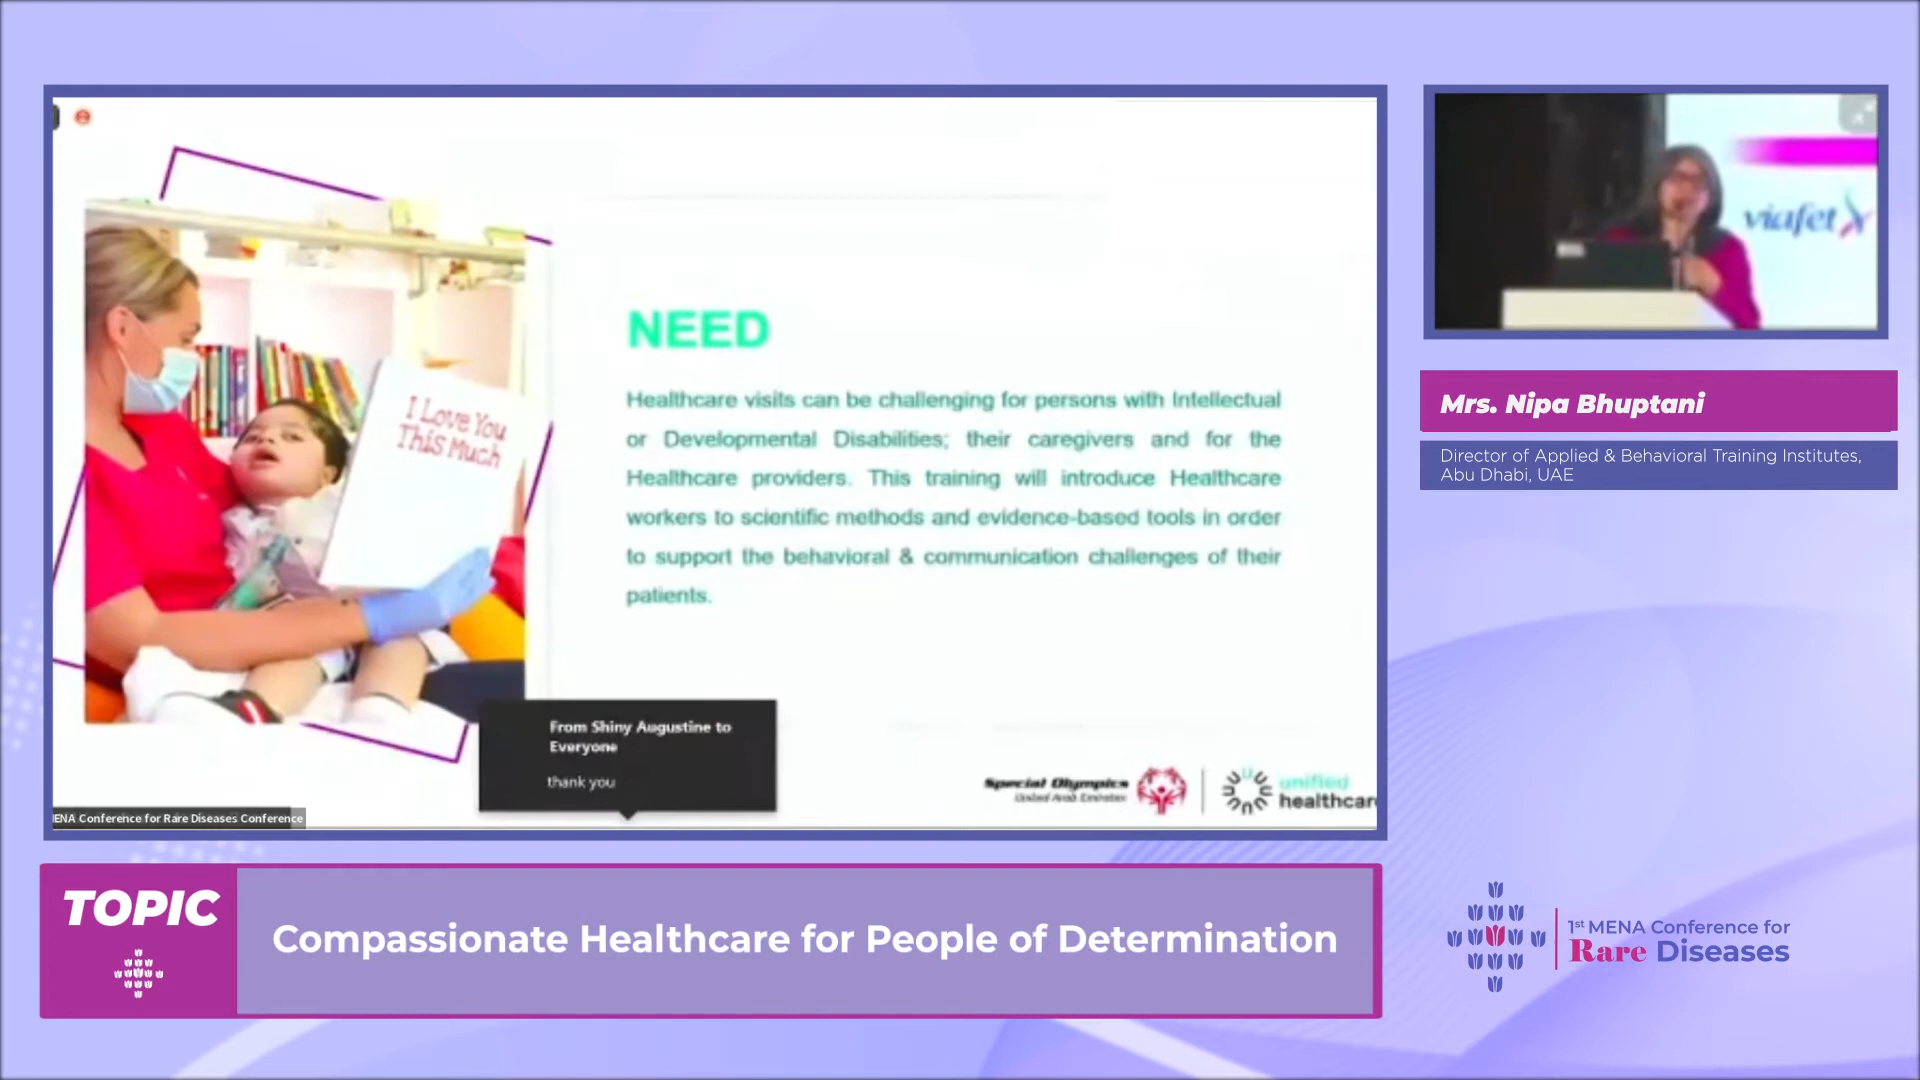 I Love You
This Much
NEED
Healthcare visits can be challenging for persons with Intellectual
or Developmental Disabilities; their caregivers and for the
Healthcare providers. This training will introduce Healthcare
workers to scientific methods and evidence-based tools in order
to support the behavioral & communication challenges of their
patients.
From Shiny Augustine to
Everyone
thank you
Special Olympics
United Arab Emirates
unified
healthcar
ENA Conference for Rare Diseases Conference
viafet
Mrs. Nipa Bhuptani
Director of Applied & Behavioral Training Institutes,
Abu Dhabi, UAE
TOPIC
Compassionate Healthcare for People of Determination
1st MENA Conference for
Rare Diseases